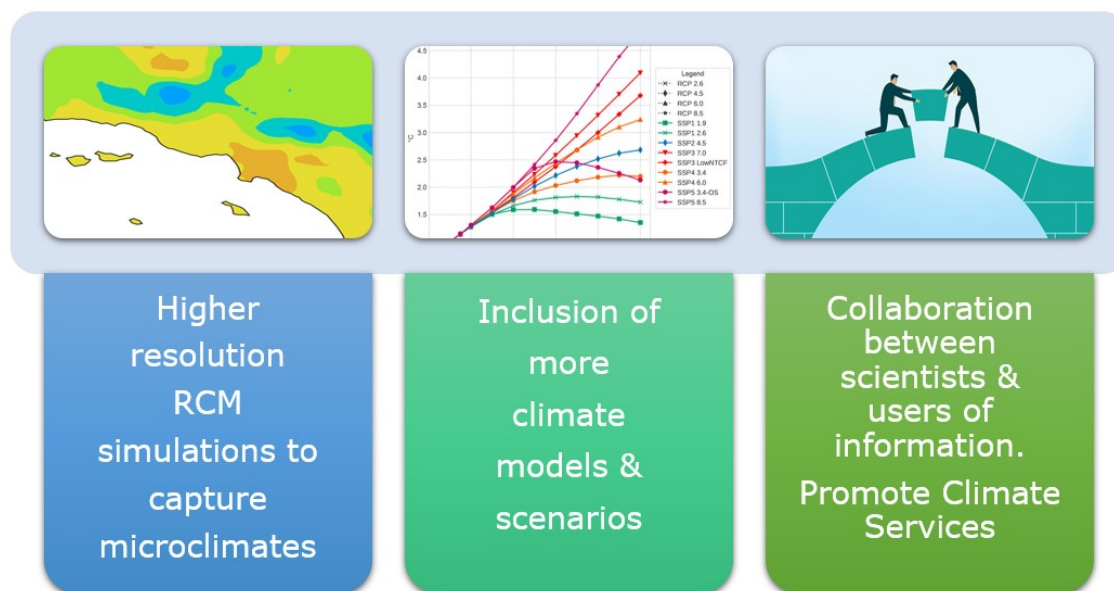 4.5
4.0
3.5
3.0
2.5
2.0
1.5
°C
Legend
RCP 2.6
RCP 4.5
RCP 6.0
RCP 8.5
SSP1 1.9
SSP1 2.6
SSP2 4.5
SSP3 7.0
SSP3 LowNTCF
SSP4 3.4
SSP4 6.0
SSP5 3.4-OS
SSP5 8.5
Higher
resolution
RCM
simulations to
capture
microclimates
Inclusion of
more
climate
models &
scenarios
Collaboration
between
scientists &
users of
information.
Promote Climate
Services